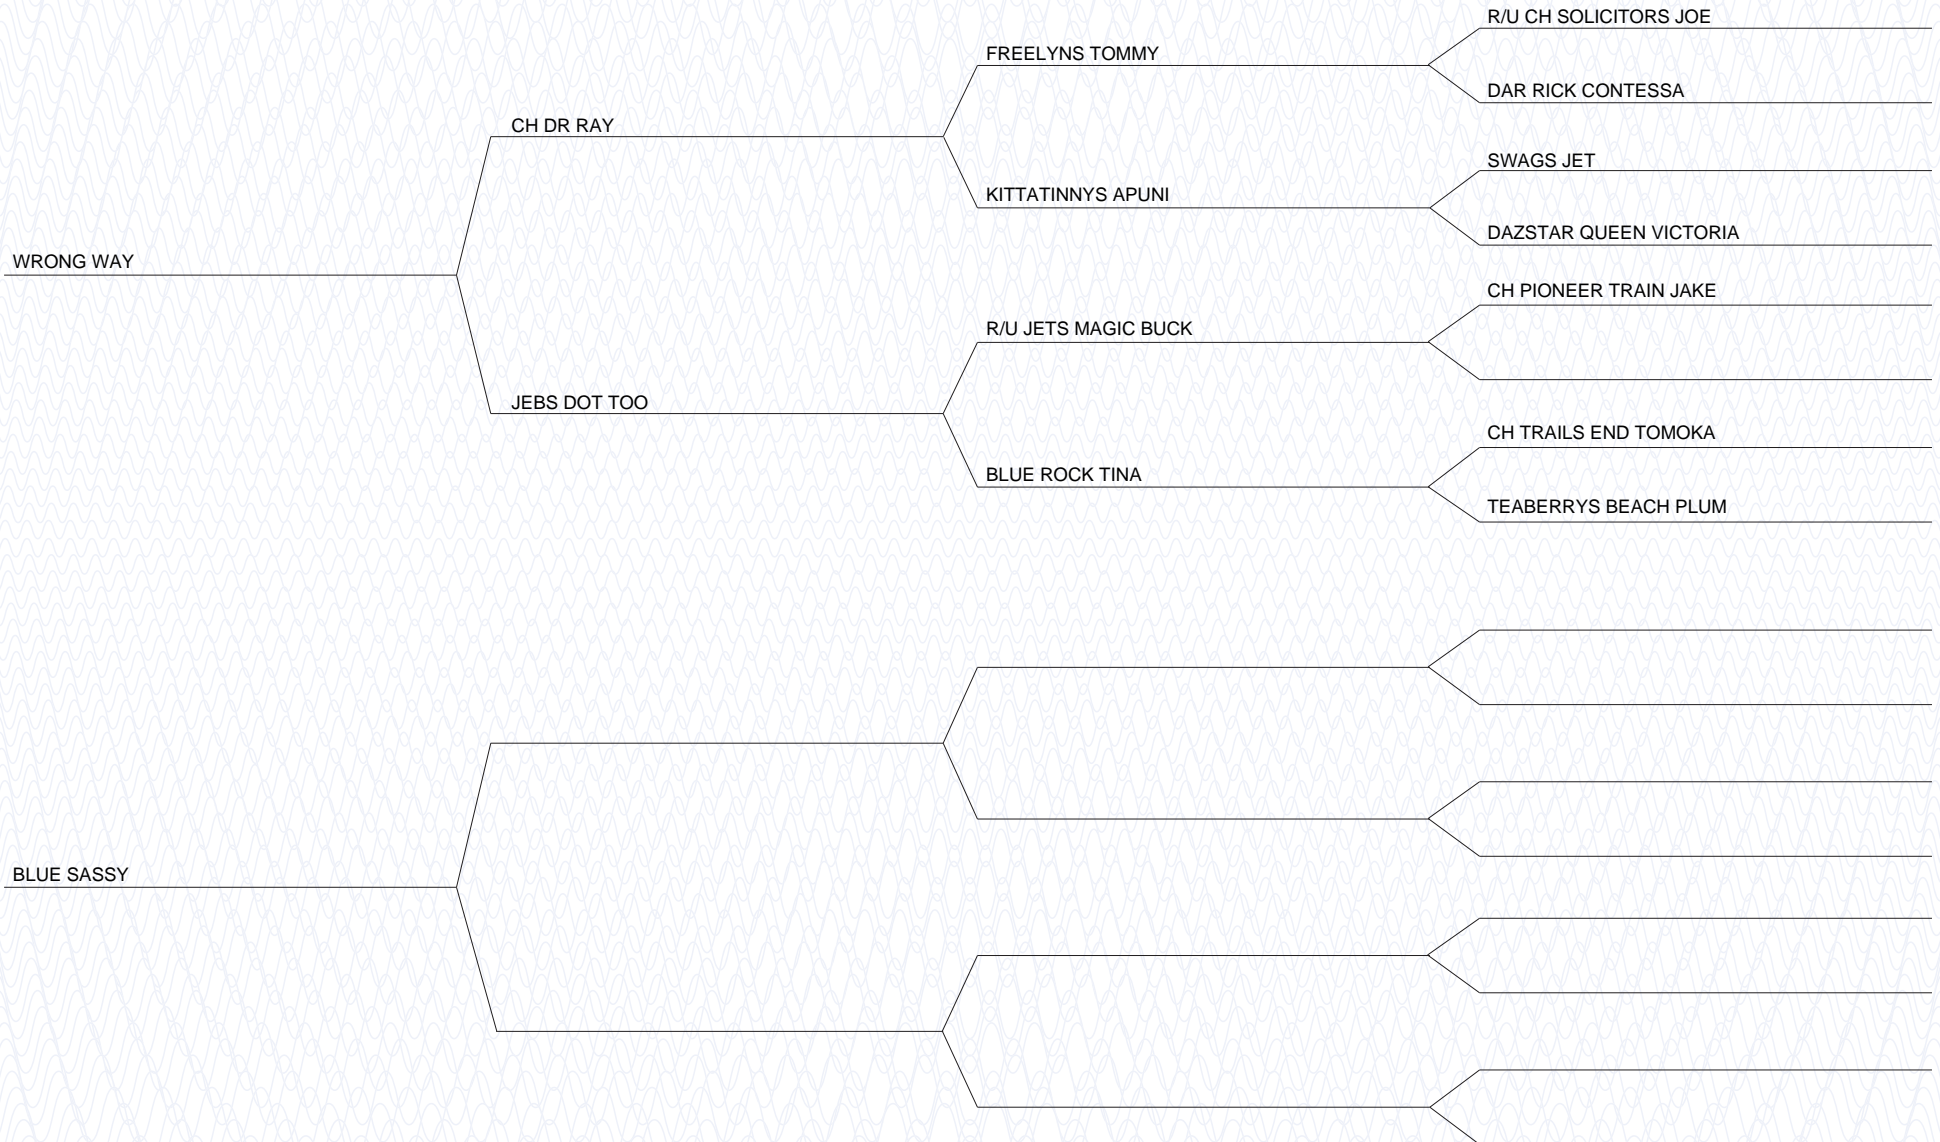 R/U CH SOLICITORS JOE
FREELYNS TOMMY
DAR RICK CONTESSA
CH DR RAY
SWAGS JET
KITTATINNYS APUNI
DAZSTAR QUEEN VICTORIA
WRONG WAY
CH PIONEER TRAIN JAKE
R/U JETS MAGIC BUCK
JEBS DOT TOO
CH TRAILS END TOMOKA
BLUE ROCK TINA
TEABERRYS BEACH PLUM
BLUE SASSY